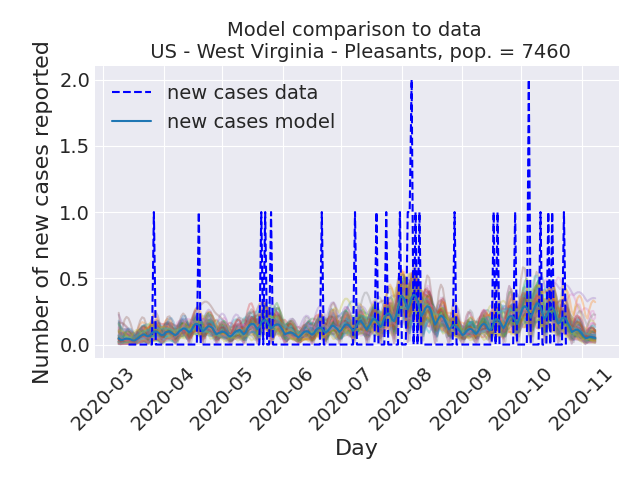 Model comparison to data
US - West Virginia - Pleasants, pop. = 7460
Number of new cases reported
2.0
1.5
1.0
0.5
0.0
new cases data
new cases model
2020-03
2020-04
2020-05
2020-06
2020-07
2020-08
2020-09
2020-10
2020-11
Day